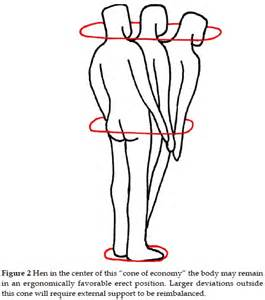 Figure 2 Hen in the center of this "cone of economy" the body may remain
in an ergonomically favorable erect position. Larger deviations outside
this cone will require external support to be reimbalanced.